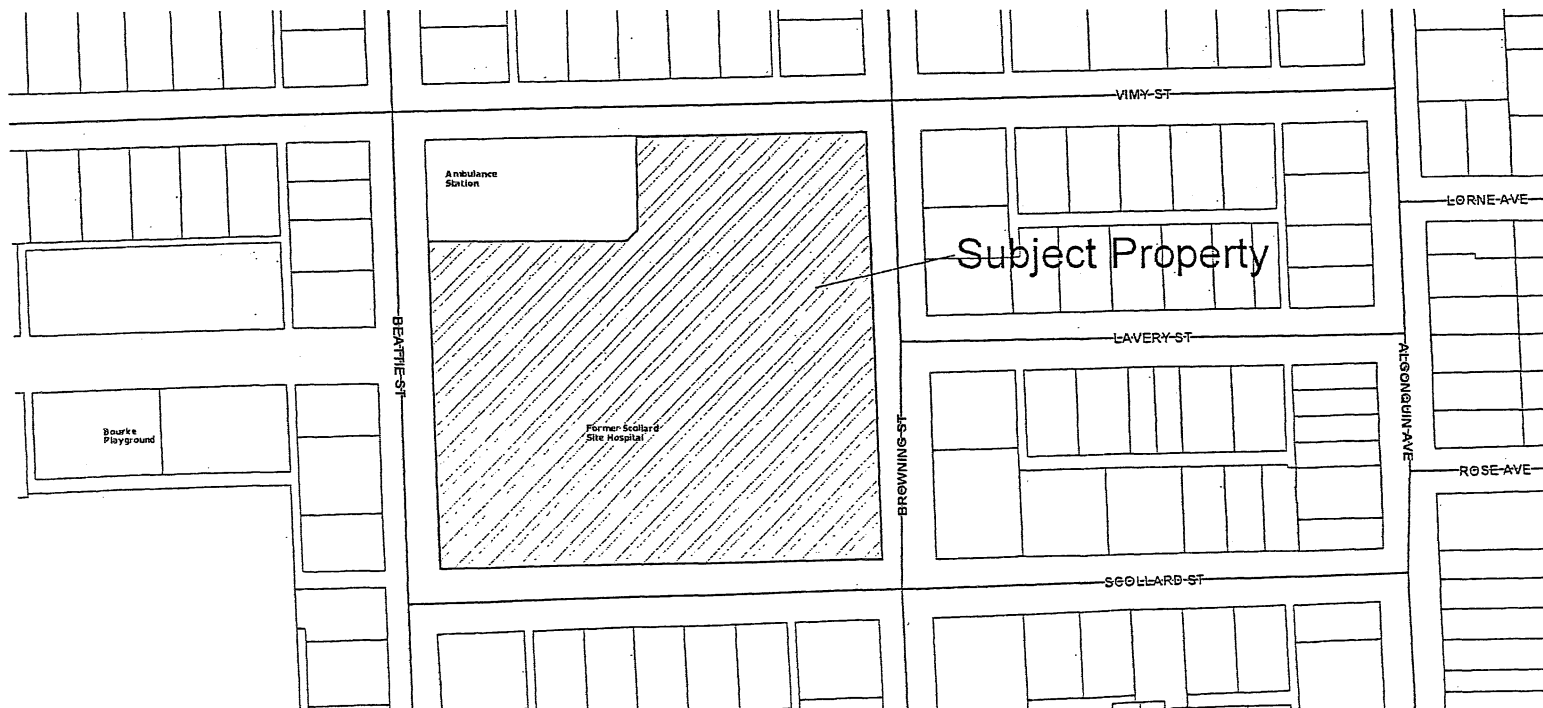 VIMY ST
Ambulance
Station
LORNE AVE
Subject Property
BEATTIE ST
LAVERY ST
ALGONQUIN AVE
Bourke
Playground
Former Scollard
Site Hospital
BROWNING ST
ROSE AVE
SCOLLARD ST